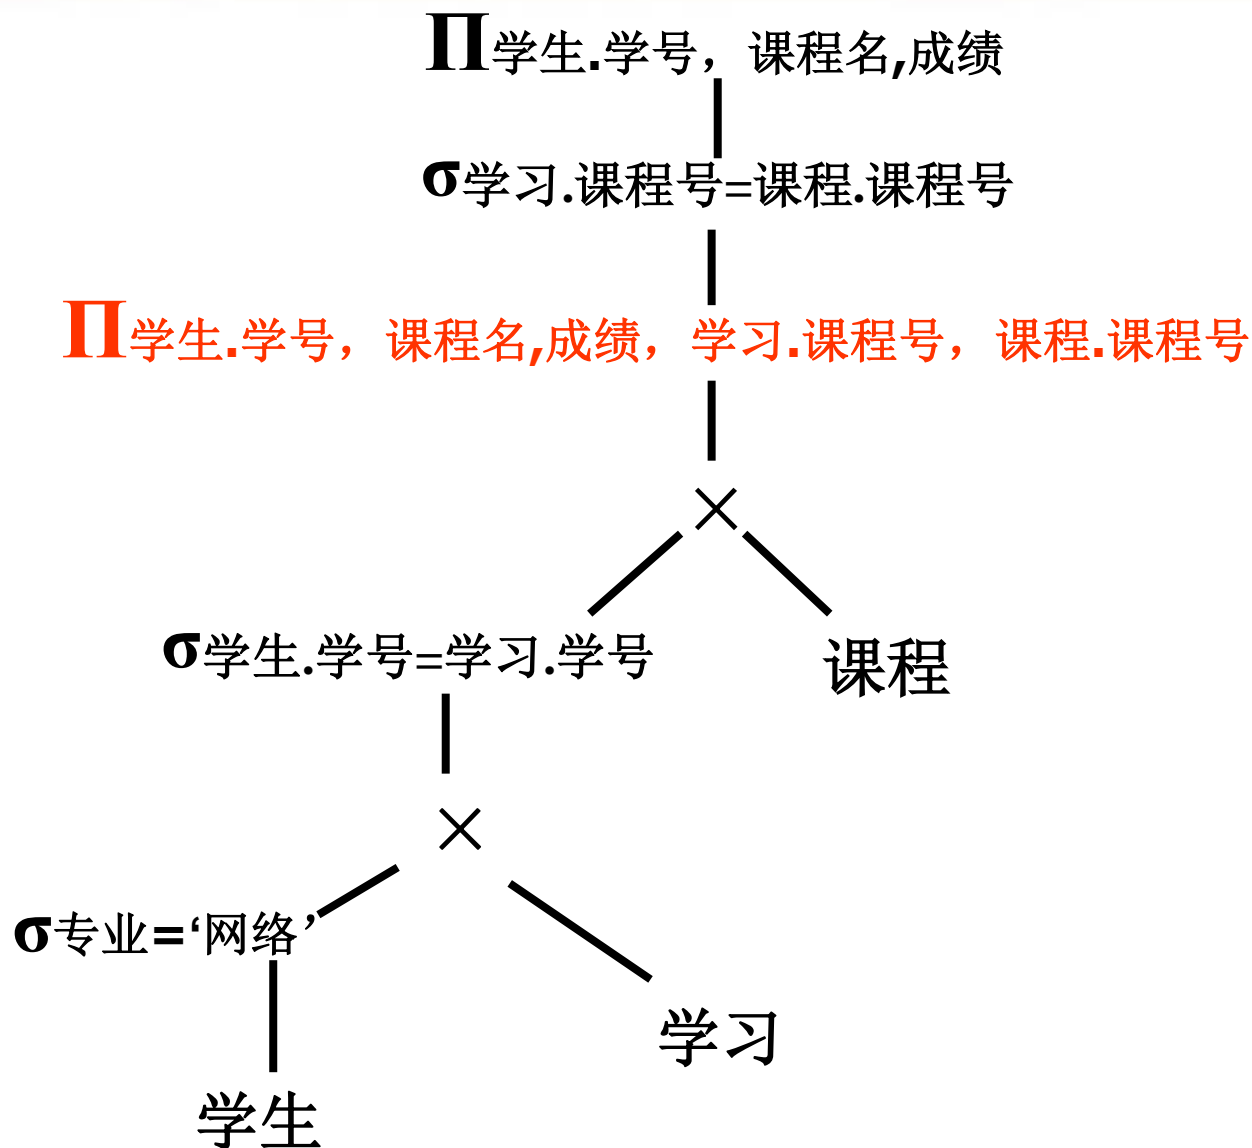 ∏学生.学号，课程名,成绩
σ学习.课程号=课程.课程号
∏学生.学号，课程名,成绩，学习.课程号，课程.课程号
×
σ学生.学号=学习.学号
课程
×
σ专业=‘网络’
学习
学生